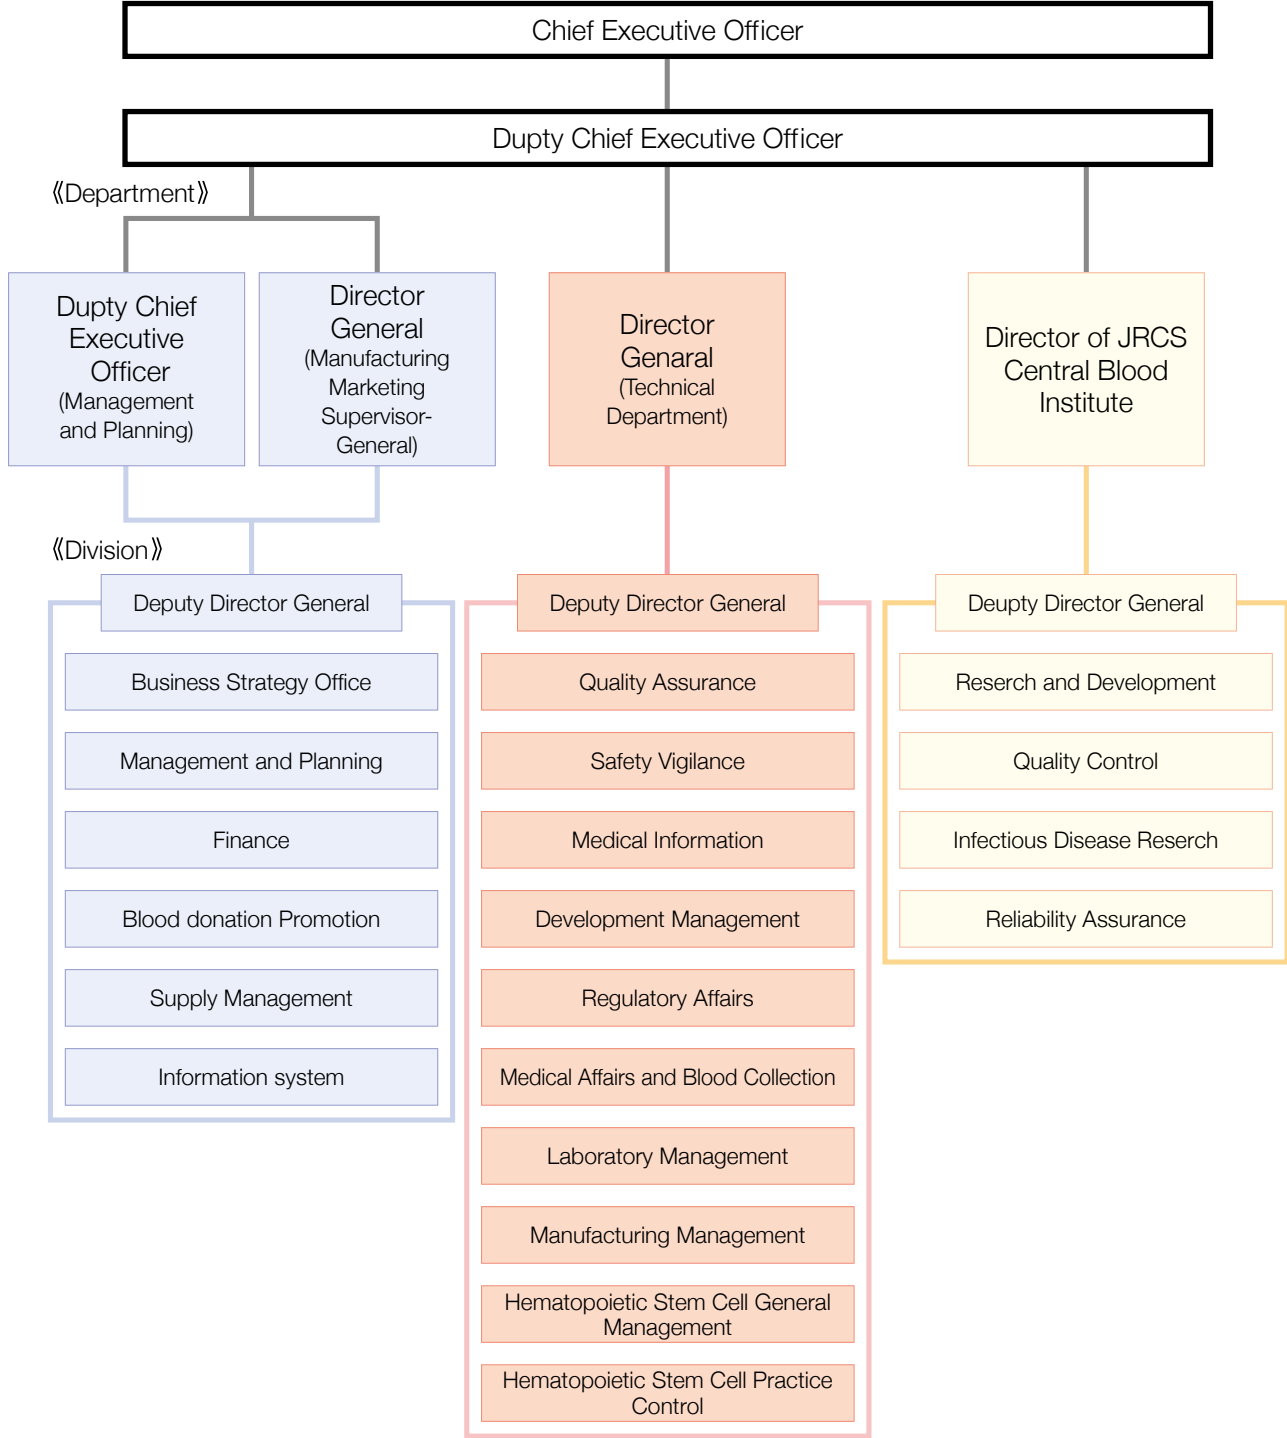 Chief Executive Officer
Dupty Chief Executive Officer
《Department》
Dupty Chief
Executive
Officer
(Management
and Planning)
Director
General
(Manufacturing
Marketing
Supervisor-
General)
Director
Genaral
(Technical
Department)
Director of JRCS
Central Blood
Institute
《Division》
Deputy Director General
Business Strategy Office
Management and Planning
Finance
Blood donation Promotion
Supply Management
Information system
Deputy Director General
Quality Assurance
Safety Vigilance
Medical Information
Development Management
Regulatory Affairs
Medical Affairs and Blood Collection
Laboratory Management
Manufacturing Management
Hematopoietic Stem Cell General
Management
Hematopoietic Stem Cell Practice
Control
Deupty Director General
Reserch and Development
Quality Control
Infectious Disease Reserch
Reliability Assurance